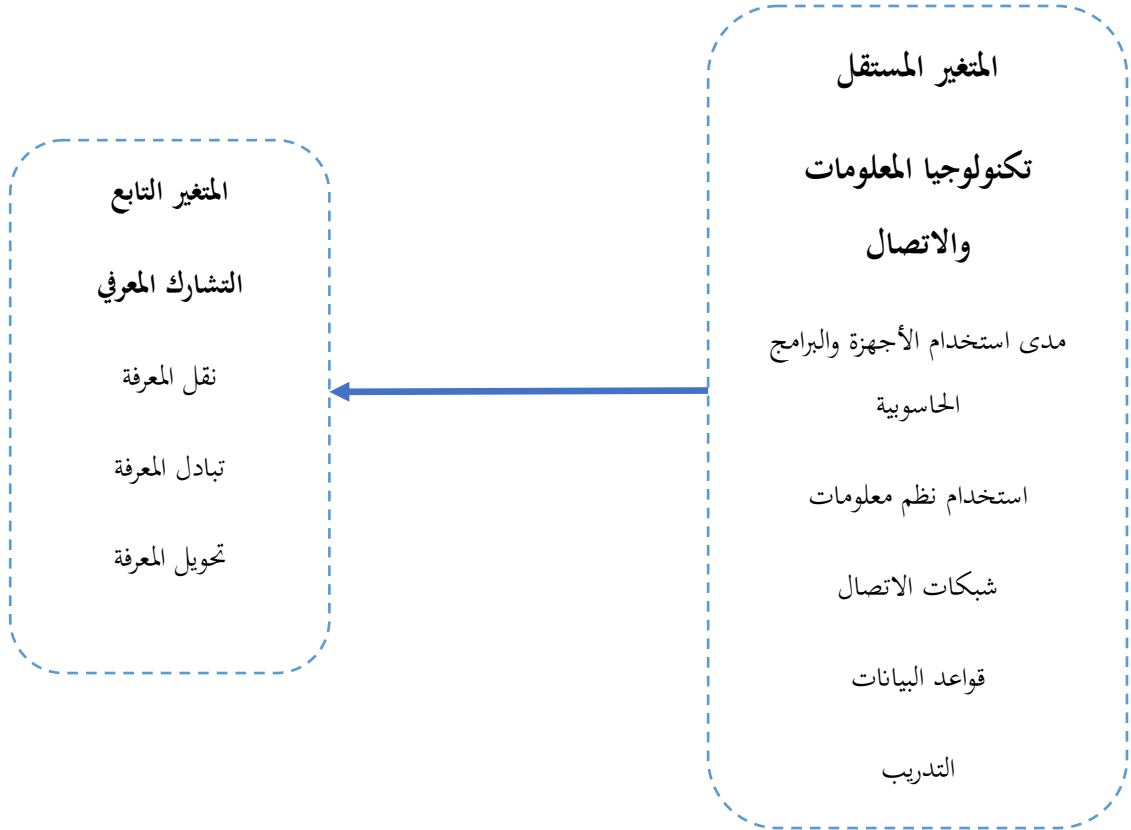 المتغير المستقل
تكنولوجيا المعلومات
والاتصال
مدى استخدام الأجهزة والبرامج
الحاسوبية
استخدام نظم معلومات
شبكات الاتصال
قواعد البيانات
التدريب
المتغير التابع
التشارك المعرفي
نقل المعرفة
تبادل المعرفة
تحويل المعرفة